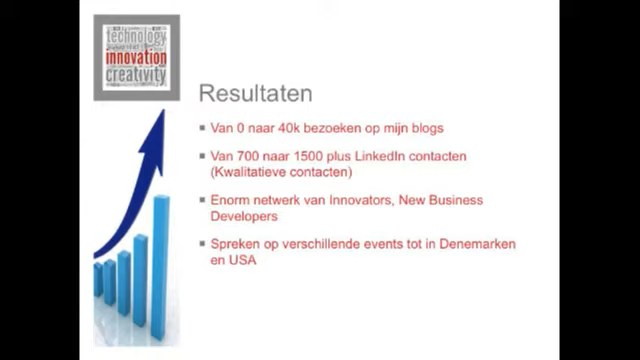 technology
innovation
creativity
Resultaten
Van 0 naar 40k bezoeken op mijn blogs
Van 700 naar 1500 plus LinkedIn contacten
(Kwalitatieve contacten)
Enorm netwerk van Innovators, New Business
Developers
Spreken op verschillende events tot in Denemarken
en USA